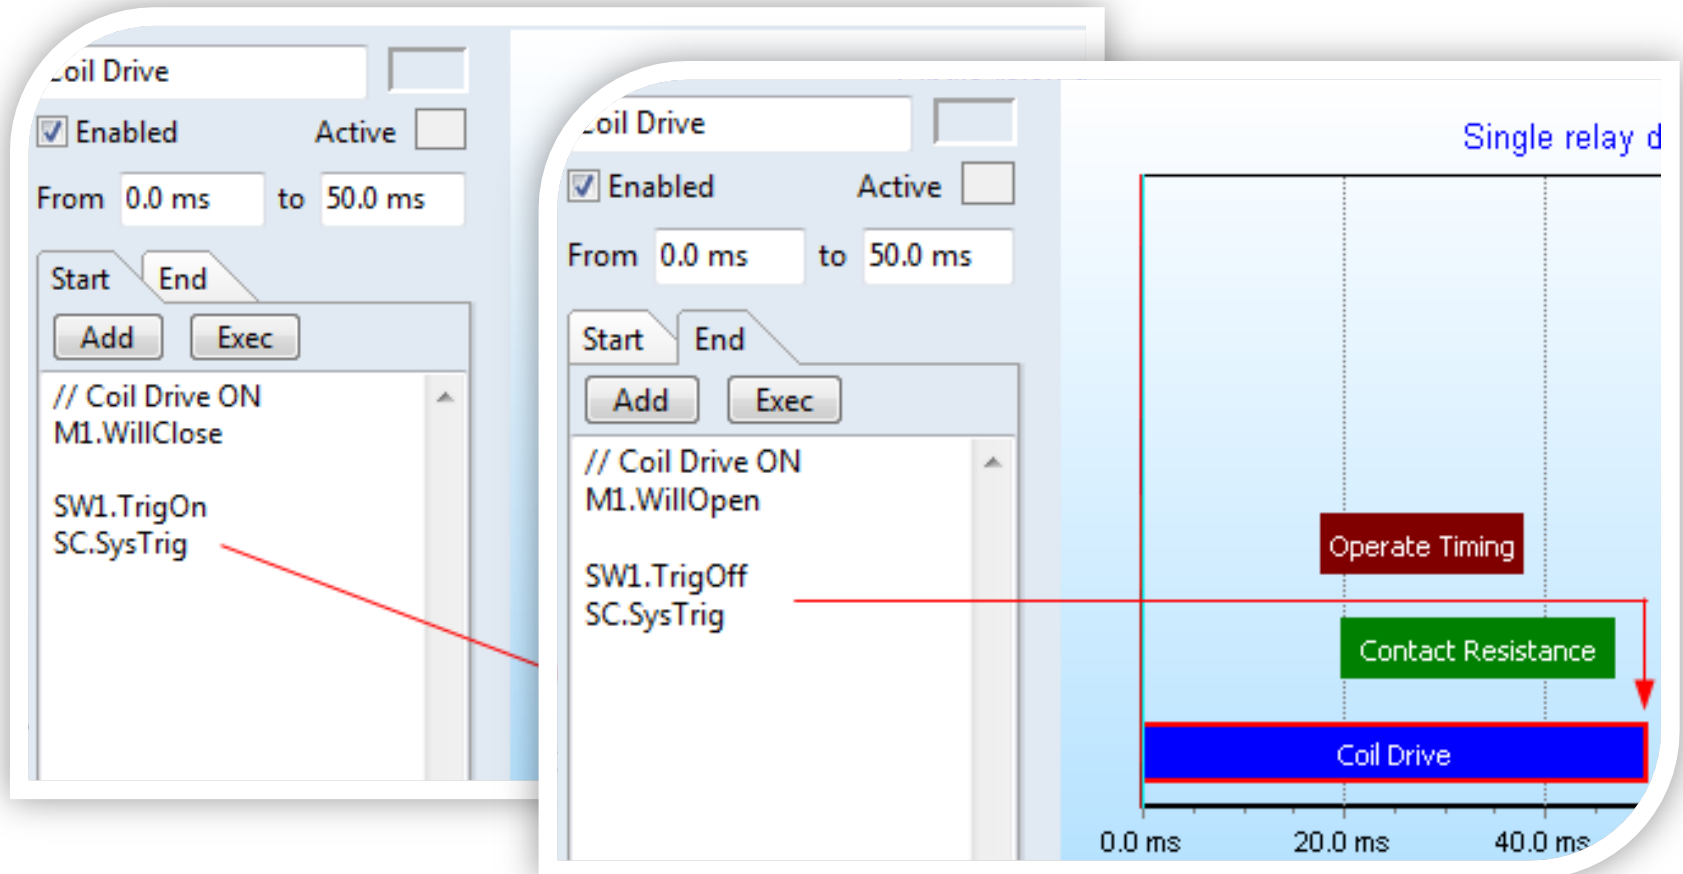 Coil Drive
Enabled Active
From 0.0 ms to 50.0 ms
Start End
Add Exec
// Coil Drive ON
M1.WillClose
SW1.TrigOn
SC.SysTrig
Coil Drive
Enabled Active
From 0.0 ms to 50.0 ms
Start End
Add Exec
// Coil Drive ON
M1.WillOpen
SW1.TrigOff
SC.SysTrig
Single relay d
Operate Timing
Contact Resistance
Coil Drive
0.0 ms 20.0 ms 40.0 ms